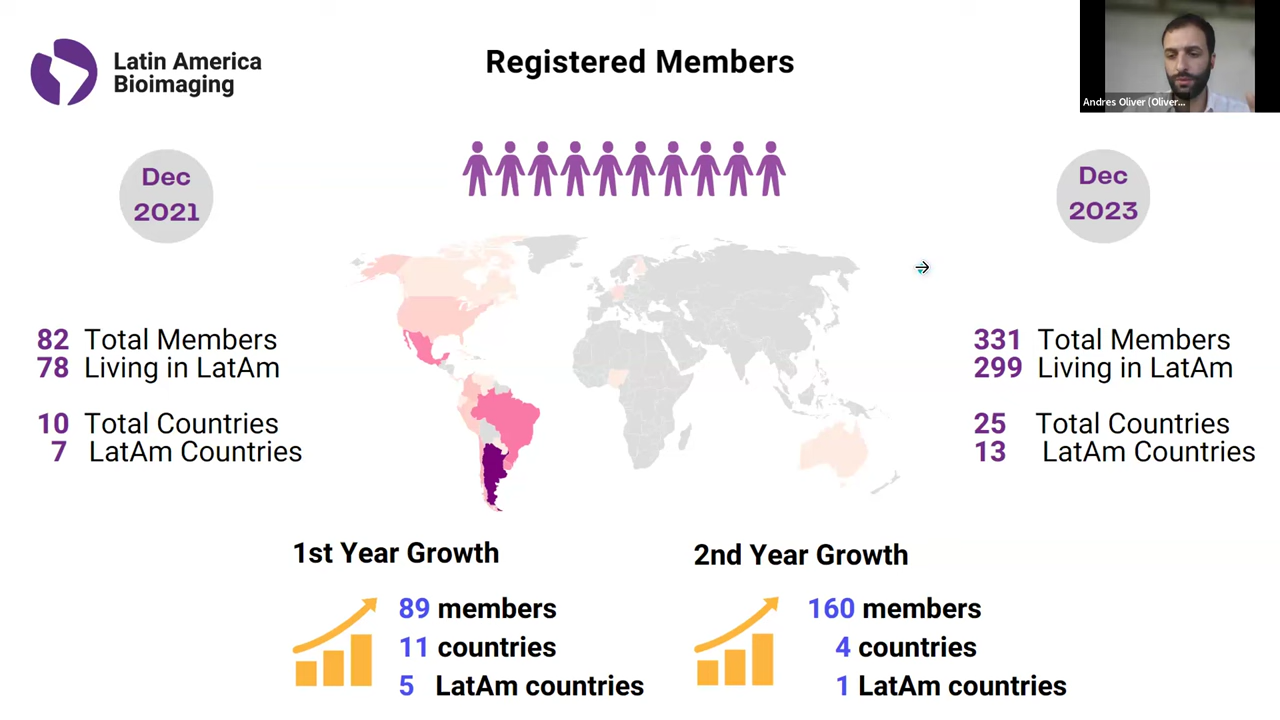 Latin America
Bioimaging
Registered Members
Andres Oliver (Oliver...
Dec
2021
Dec
2023
82 Total Members
78 Living in LatAm
10 Total Countries
7 LatAm Countries
331 Total Members
299 Living in LatAm
25 Total Countries
13 LatAm Countries
1st Year Growth
89 members
11 countries
5 LatAm countries
2nd Year Growth
160 members
4 countries
1 LatAm countries